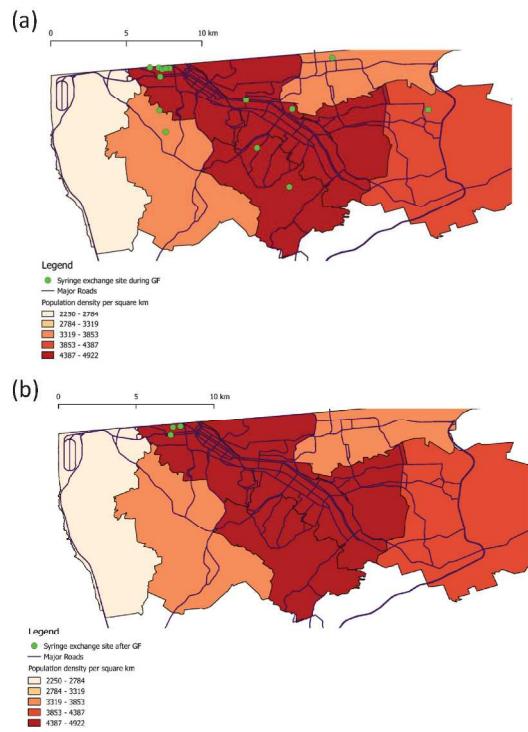 (a)
0 5 10 km
Legend
Syringe exchange site during GF
Major Roads
Population density per square km
2250 - 2784
2784 - 3319
3319 - 3853
3853 - 4387
4387 - 4922
(b)
0 5 10 km
Legend
Syringe exchange site after GF
Major Roads
Population density per square km
2250 - 2784
2784 - 3319
3319 - 3853
3853 - 4387
4387 - 4922